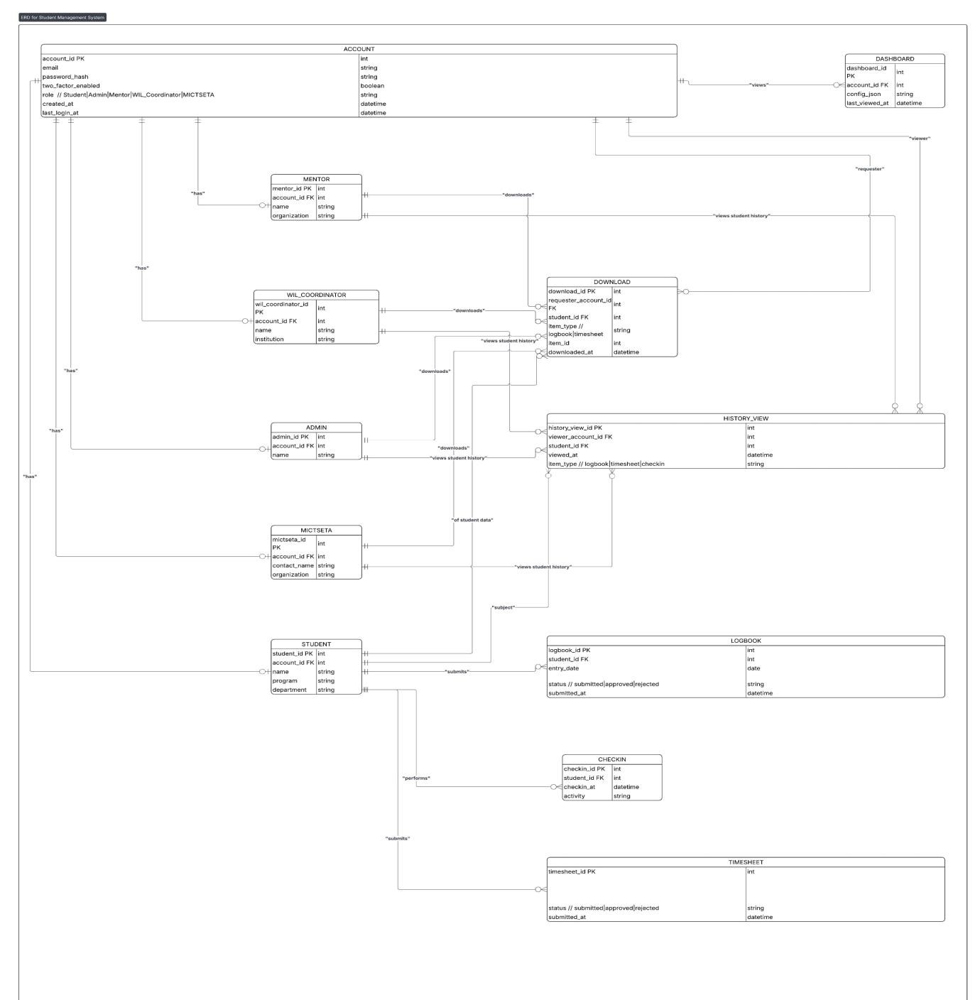 ERD for Student Management System
ACCOUNT
account_id PK int
email string
password_hash string
two_factor_enabled boolean
role // Student|Admin|Mentor|WIL_Coordinator|MICTSETA string
created_at datetime
last_login_at datetime
DASHBOARD
dashboard_id
PK int
account_id FK int
config_json string
last_viewed_at datetime
"views"
"viewer"
"requester"
MENTOR
mentor_id PK int
account_id FK int
name string
organization string
"has"
"downloads"
"views student history"
"has"
WIL_COORDINATOR
wil_coordinator_id
PK int
account_id FK int
name string
institution string
"downloads"
"views student history"
DOWNLOAD
download_id PK int
requester_account_id
FK int
student_id FK int
item_type //
logbook|timesheet string
item_id int
downloaded_at datetime
"has"
"downloads"
HISTORY_VIEW
history_view_id PK int
viewer_account_id FK int
student_id FK int
viewed_at datetime
item_type // logbook|timesheet|checkin string
"has"
ADMIN
admin_id PK int
account_id FK int
name string
"downloads"
"views student history"
"has"
"of student data"
MICTSETA
mictseta_id
PK int
account_id FK int
contact_name string
organization string
"views student history"
"subject"
STUDENT
student_id PK int
account_id FK int
name string
program string
department string
"submits"
LOGBOOK
logbook_id PK int
student_id FK int
entry_date date
status // submitted|approved|rejected string
submitted_at datetime
CHECKIN
checkin_id PK int
student_id FK int
checkin_at datetime
activity string
"performs"
"submits"
TIMESHEET
timesheet_id PK int
status // submitted|approved|rejected string
submitted_at datetime